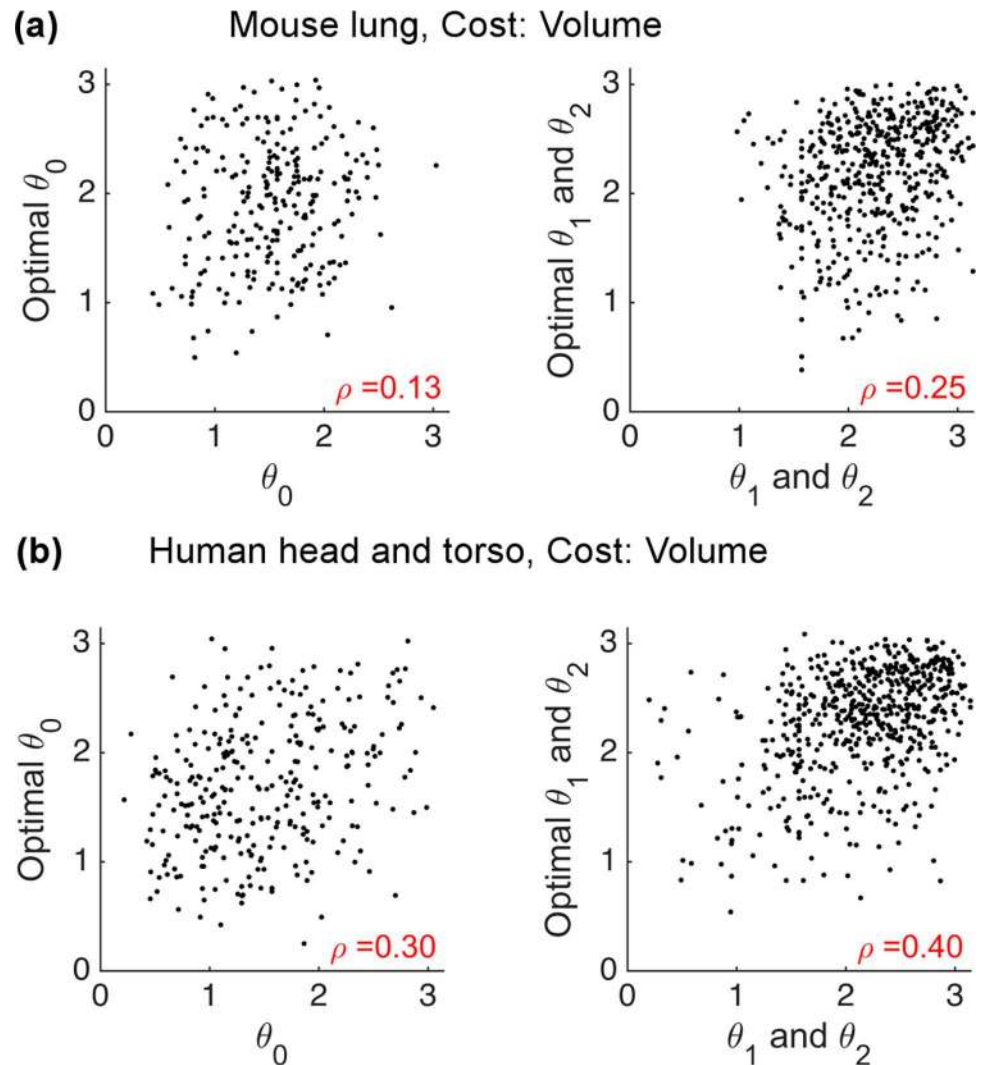 (a) Mouse lung, Cost: Volume
3
2
1
0
Optimal θ0
0 1 2 3
θ0
ρ =0.13
3
2
1
0
Optimal θ1 and θ2
0 1 2 3
θ1 and θ2
ρ =0.25
(b) Human head and torso, Cost: Volume
3
2
1
0
Optimal θ0
0 1 2 3
θ0
ρ =0.30
3
2
1
0
Optimal θ1 and θ2
0 1 2 3
θ1 and θ2
ρ =0.40